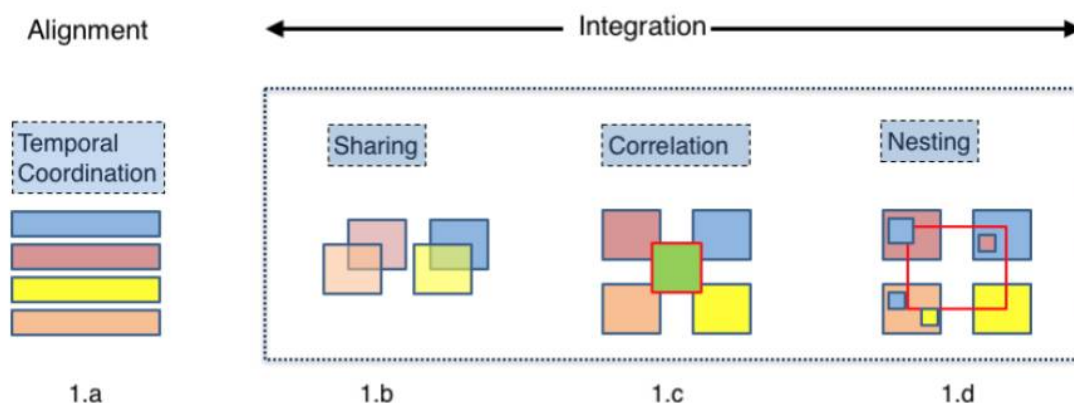 Alignment
Integration
Temporal
Coordination
Sharing
Correlation
Nesting
1.a
1.b
1.c
1.d